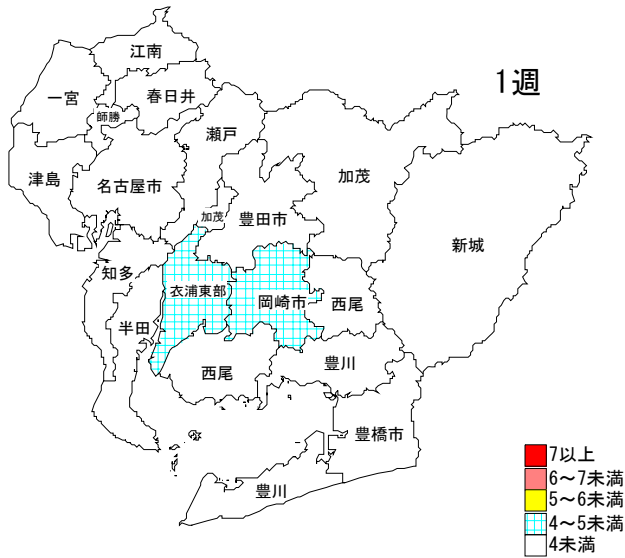 1週
江南
一宮
春日井
師勝
瀬戸
津島
名古屋市
加茂
加茂
豊田市
新城
知多
衣浦東部
岡崎市
西尾
半田
西尾
豊川
豊橋市
豊川
7以上
6～7未満
5～6未満
4～5未満
4未満